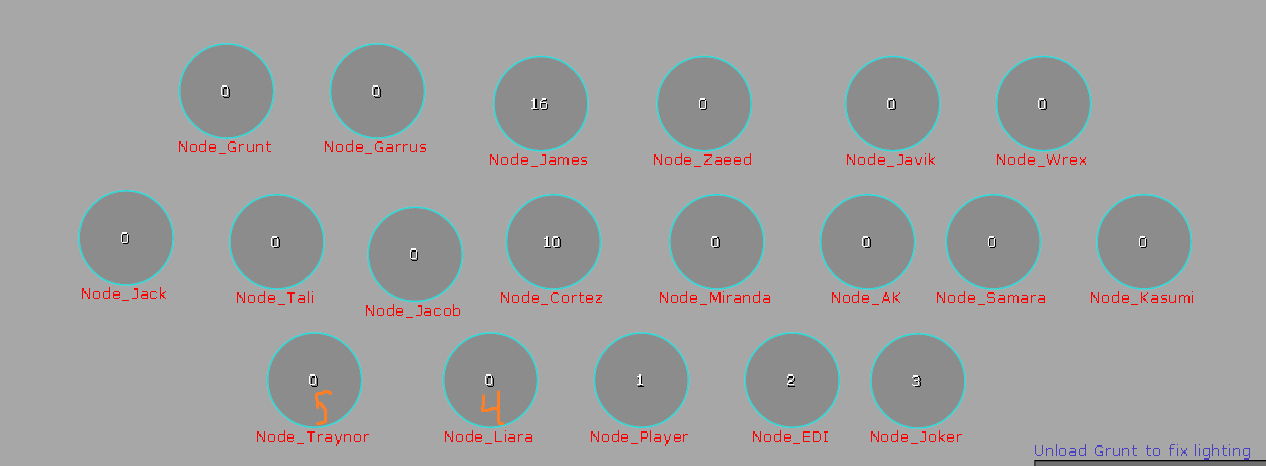 0 0 16 0 0 0
Node_Grunt Node_Garrus Node_James Node_Zaeed Node_Javik Node_Wrex
0 0 0 10 0 0 0 0
Node_Jack Node_Tali Node_Jacob Node_Cortez Node_Miranda Node_AK Node_Samara Node_Kasumi
0 0 1 2 3
5 4
Node_Traynor Node_Liara Node_Player Node_EDI Node_Joker
Unload Grunt to fix lighting